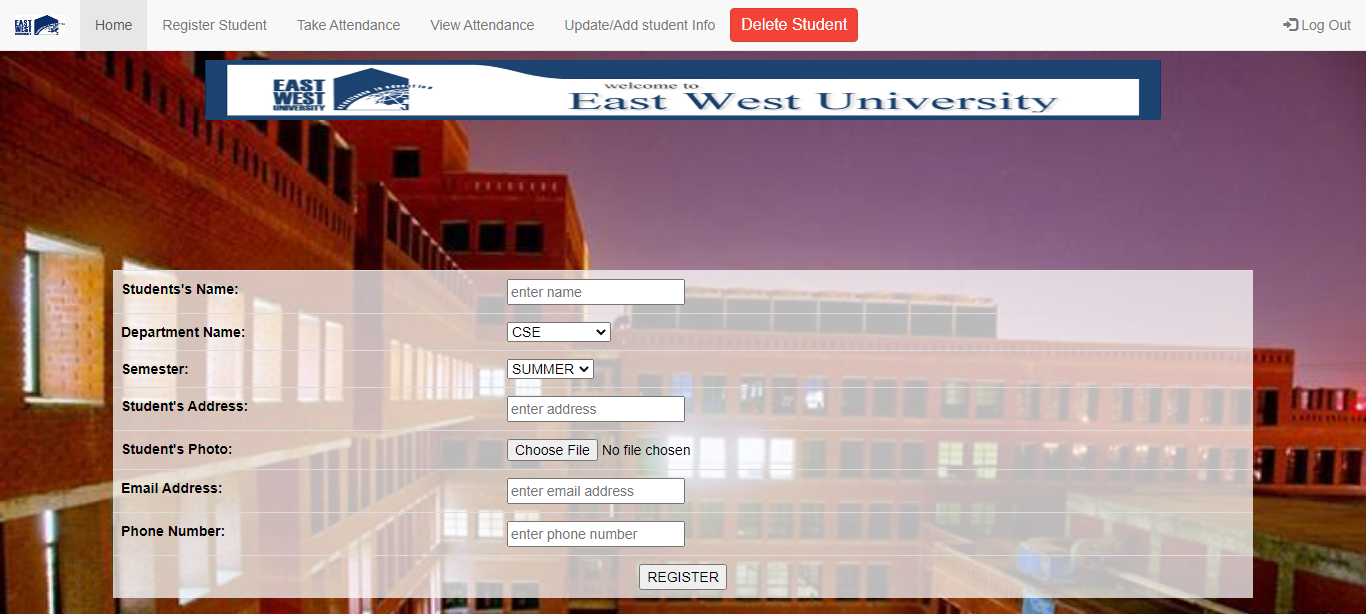 EAST
WEST
UNIVERSITY
Home Register Student Take Attendance View Attendance Update/Add student Info Delete Student Log Out
EAST
WEST
UNIVERSITY
welcome to
East West University
Students's Name: enter name
Department Name: CSE
Semester: SUMMER
Student's Address: enter address
Student's Photo: Choose File No file chosen
Email Address: enter email address
Phone Number: enter phone number
REGISTER